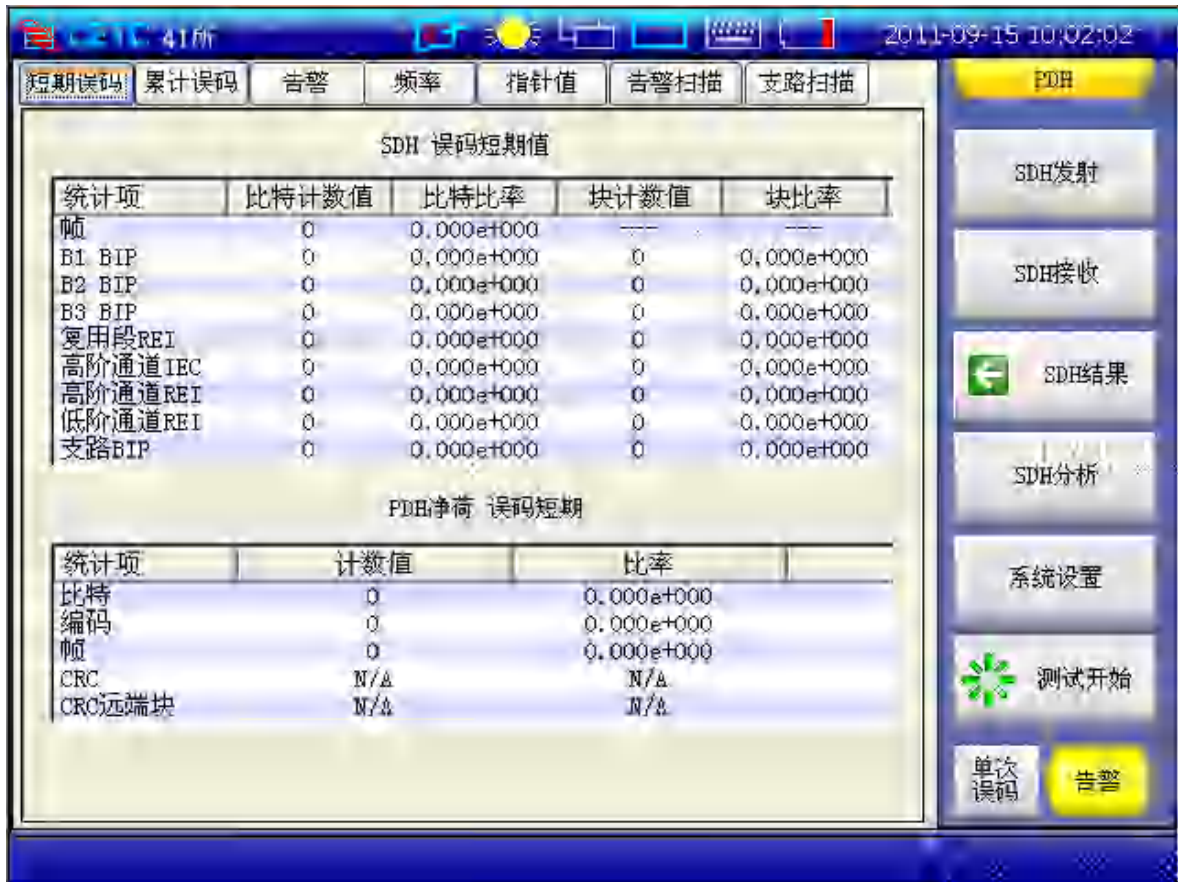 CETC 41所 2011-09-15 10:02:02
短期误码 累计误码 告警 频率 指针值 告警扫描 支路扫描
SDH 误码短期值
统计项 比特计数值 比特比率 块计数值 块比率
帧 0 0.000e+000 --- ---
B1 BIP 0 0.000e+000 0 0.000e+000
B2 BIP 0 0.000e+000 0 0.000e+000
B3 BIP 0 0.000e+000 0 0.000e+000
复用段REI 0 0.000e+000 0 0.000e+000
高阶通道IEC 0 0.000e+000 0 0.000e+000
高阶通道REI 0 0.000e+000 0 0.000e+000
低阶通道REI 0 0.000e+000 0 0.000e+000
支路BIP 0 0.000e+000 0 0.000e+000
PDH净荷 误码短期
统计项 计数值 比率
比特 0 0.000e+000
编码 0 0.000e+000
帧 0 0.000e+000
CRC N/A N/A
CRC远端块 N/A N/A
PDH
SDH发射
SDH接收
SDH结果
SDH分析
系统设置
测试开始
单次
误码
告警